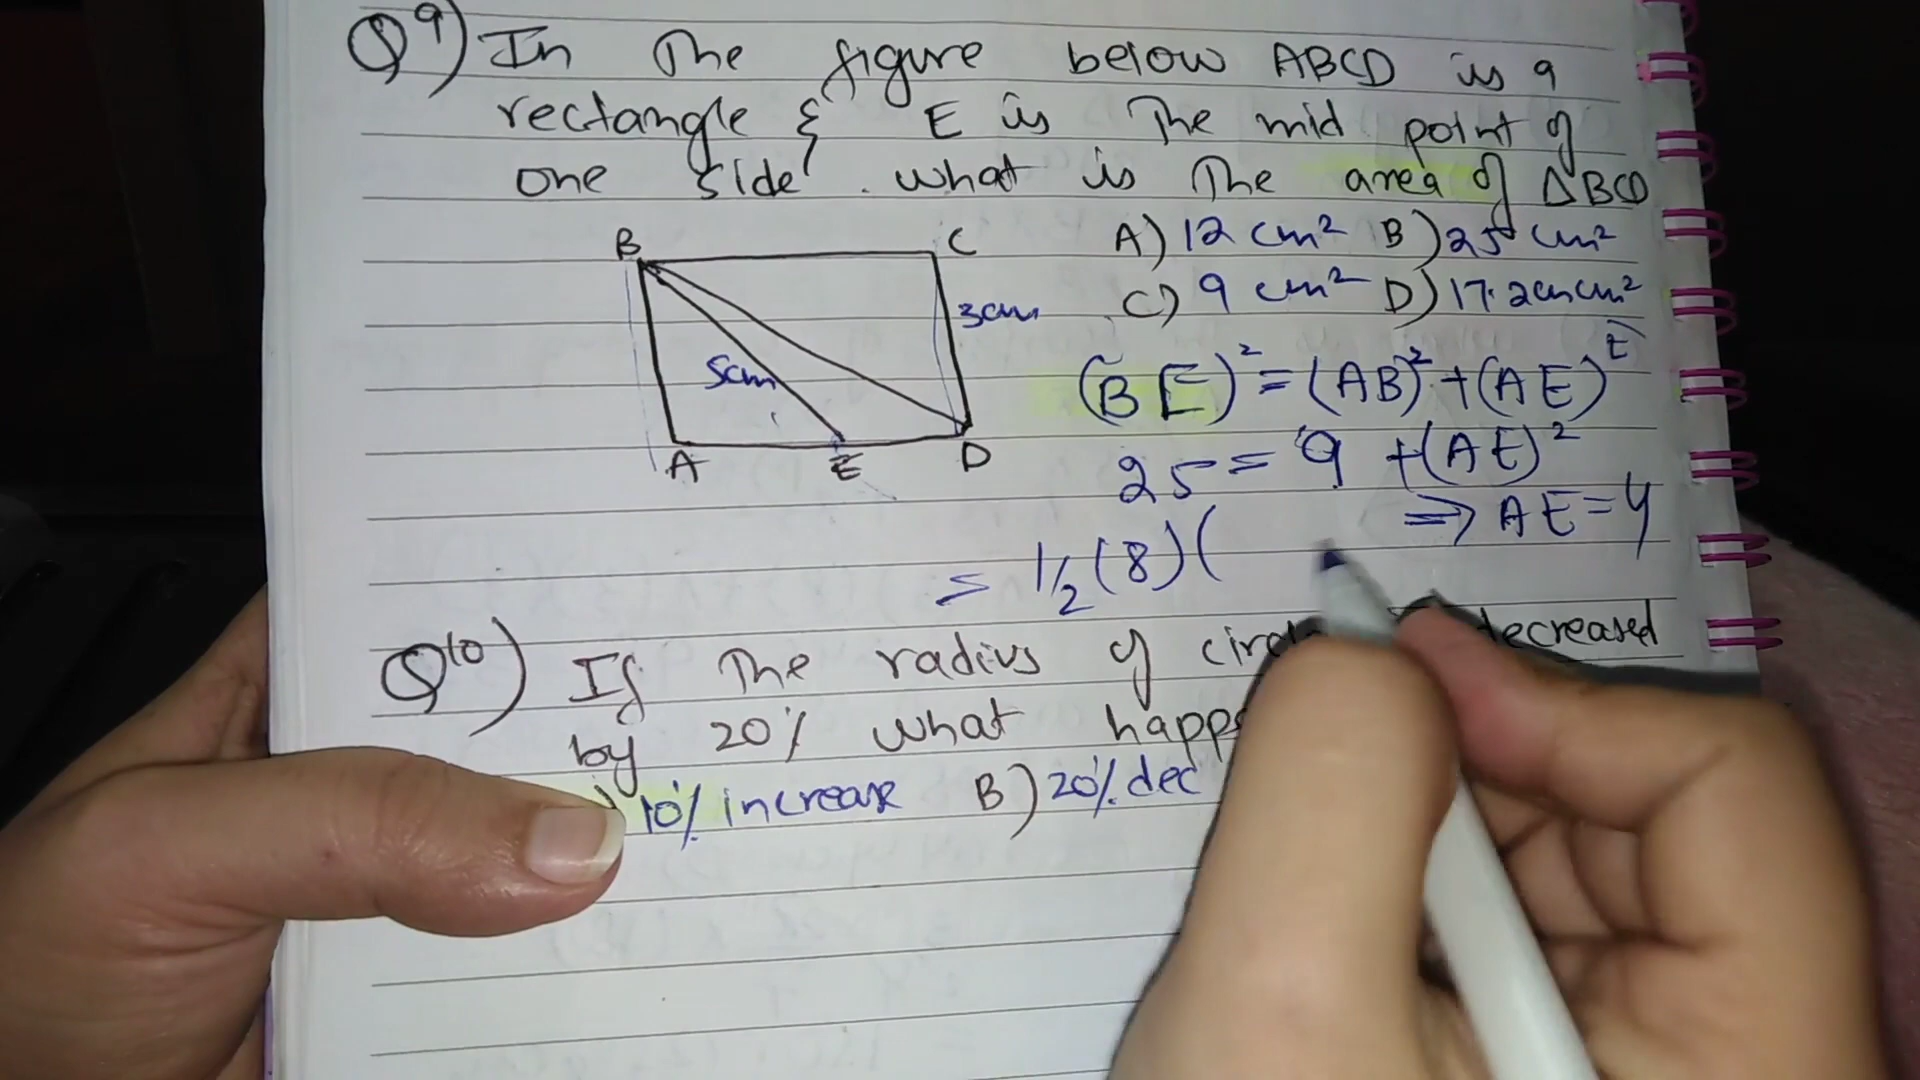 Q9) In The figure below ABCD is a
rectangle & E is The mid point of
one side. what is The area of ΔBCD
A) 12 cm² B) 25 cm²
C) 9 cm² D) 17.2cm cm²
B C
3cm
5cm
A E D
(BE)² = (AB)² + (AE)²
25 = 9 + (AE)²
⇒ AE = 4
= 1/2 (8) (
Q10) If The radius of decreased
by 20% what
10% increase B) 20% dec